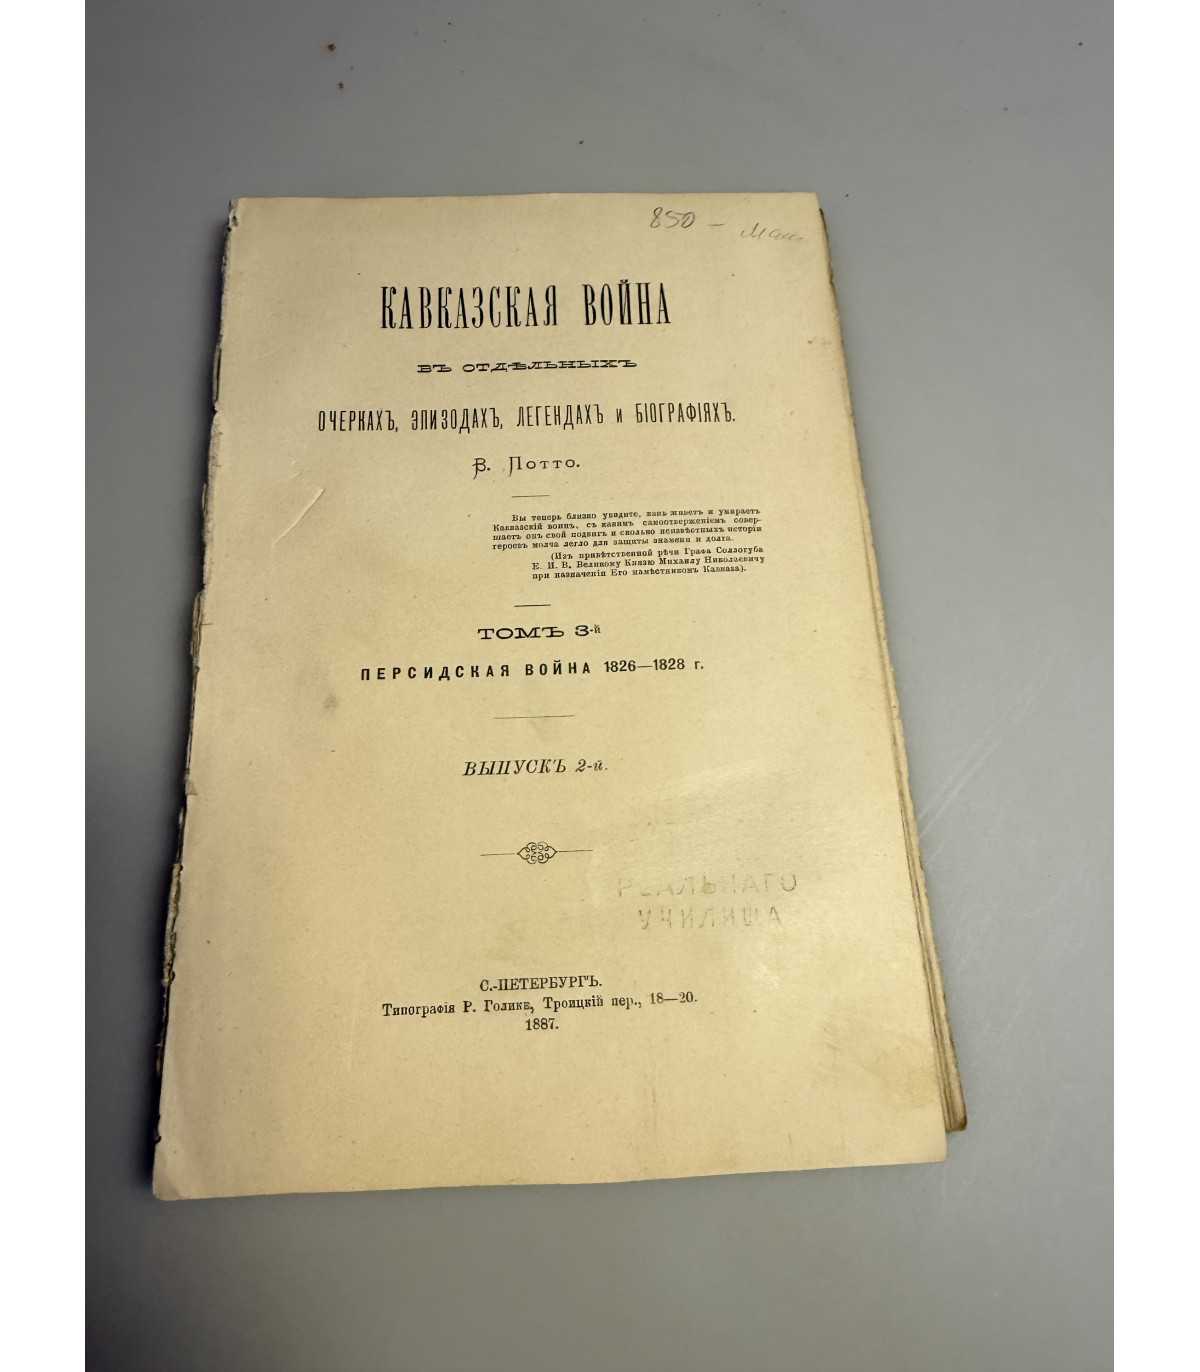 850 —
КАВКАЗСКАЯ ВОЙНА
ВЪ ОТДѢЛЬНЫХЪ
ОЧЕРКАХЪ, ЭПИЗОДАХЪ, ЛЕГЕНДАХЪ и БІОГРАФІЯХЪ.
В. Потто.
Вы теперь близко увидите, какъ живетъ и умираетъ
Кавказскій воинъ, съ какимъ самоотверженіемъ совер-
шаетъ онъ свой подвигъ и сколько неизвѣстныхъ исторіи
героевъ молча легло для защиты знамени и долга.
(Изъ привѣтственной рѣчи Графа Соллогуба
Е. И. В. Великому Князю Михаилу Николаевичу
при назначеніи Его намѣстникомъ Кавказа).
ТОМЪ 3-й
ПЕРСИДСКАЯ ВОЙНА 1826—1828 г.
ВЫПУСКЪ 2-й.
РЕАЛЬНАГО
УЧИЛИЩА
С.-ПЕТЕРБУРГЪ.
Типографія Р. Голике, Троицкій пер., 18—20.
1887.